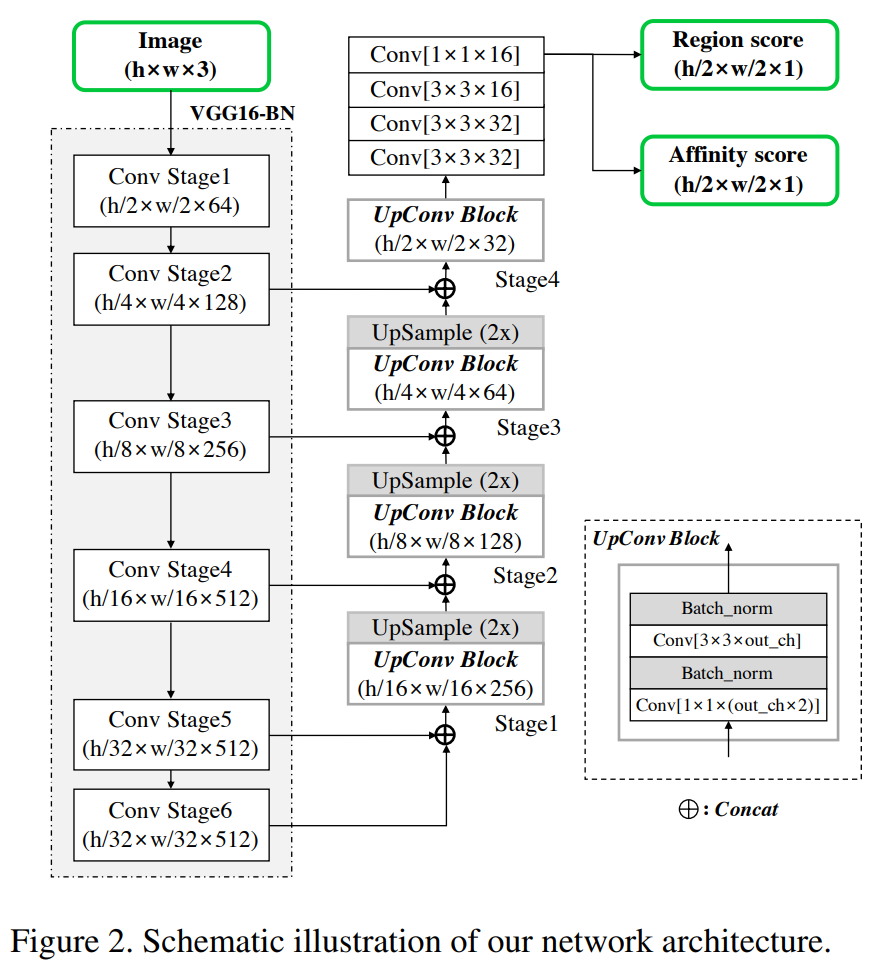 Image
(h×w×3)
VGG16-BN
Conv Stage1
(h/2×w/2×64)
Conv Stage2
(h/4×w/4×128)
Conv Stage3
(h/8×w/8×256)
Conv Stage4
(h/16×w/16×512)
Conv Stage5
(h/32×w/32×512)
Conv Stage6
(h/32×w/32×512)
Conv[1×1×16]
Conv[3×3×16]
Conv[3×3×32]
Conv[3×3×32]
UpConv Block
(h/2×w/2×32)
Stage4
UpSample (2x)
UpConv Block
(h/4×w/4×64)
Stage3
UpSample (2x)
UpConv Block
(h/8×w/8×128)
Stage2
UpSample (2x)
UpConv Block
(h/16×w/16×256)
Stage1
Region score
(h/2×w/2×1)
Affinity score
(h/2×w/2×1)
UpConv Block
Batch_norm
Conv[3×3×out_ch]
Batch_norm
Conv[1×1×(out_ch×2)]
⊕ : Concat
Figure 2. Schematic illustration of our network architecture.